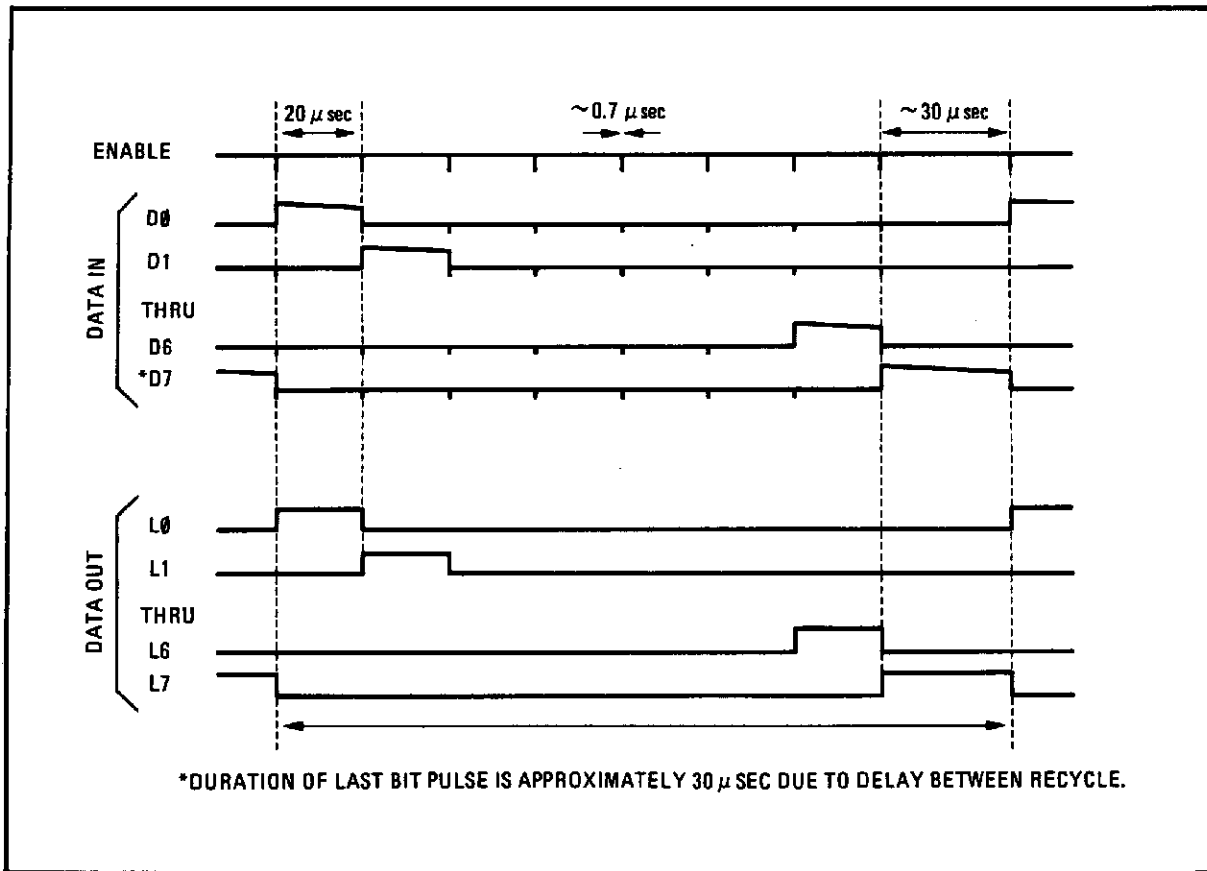 20 μ sec
~0.7 μ sec
~30 μ sec
ENABLE
DATA IN
DØ
D1
THRU
D6
*D7
DATA OUT
LØ
L1
THRU
L6
L7
*DURATION OF LAST BIT PULSE IS APPROXIMATELY 30 μ SEC DUE TO DELAY BETWEEN RECYCLE.